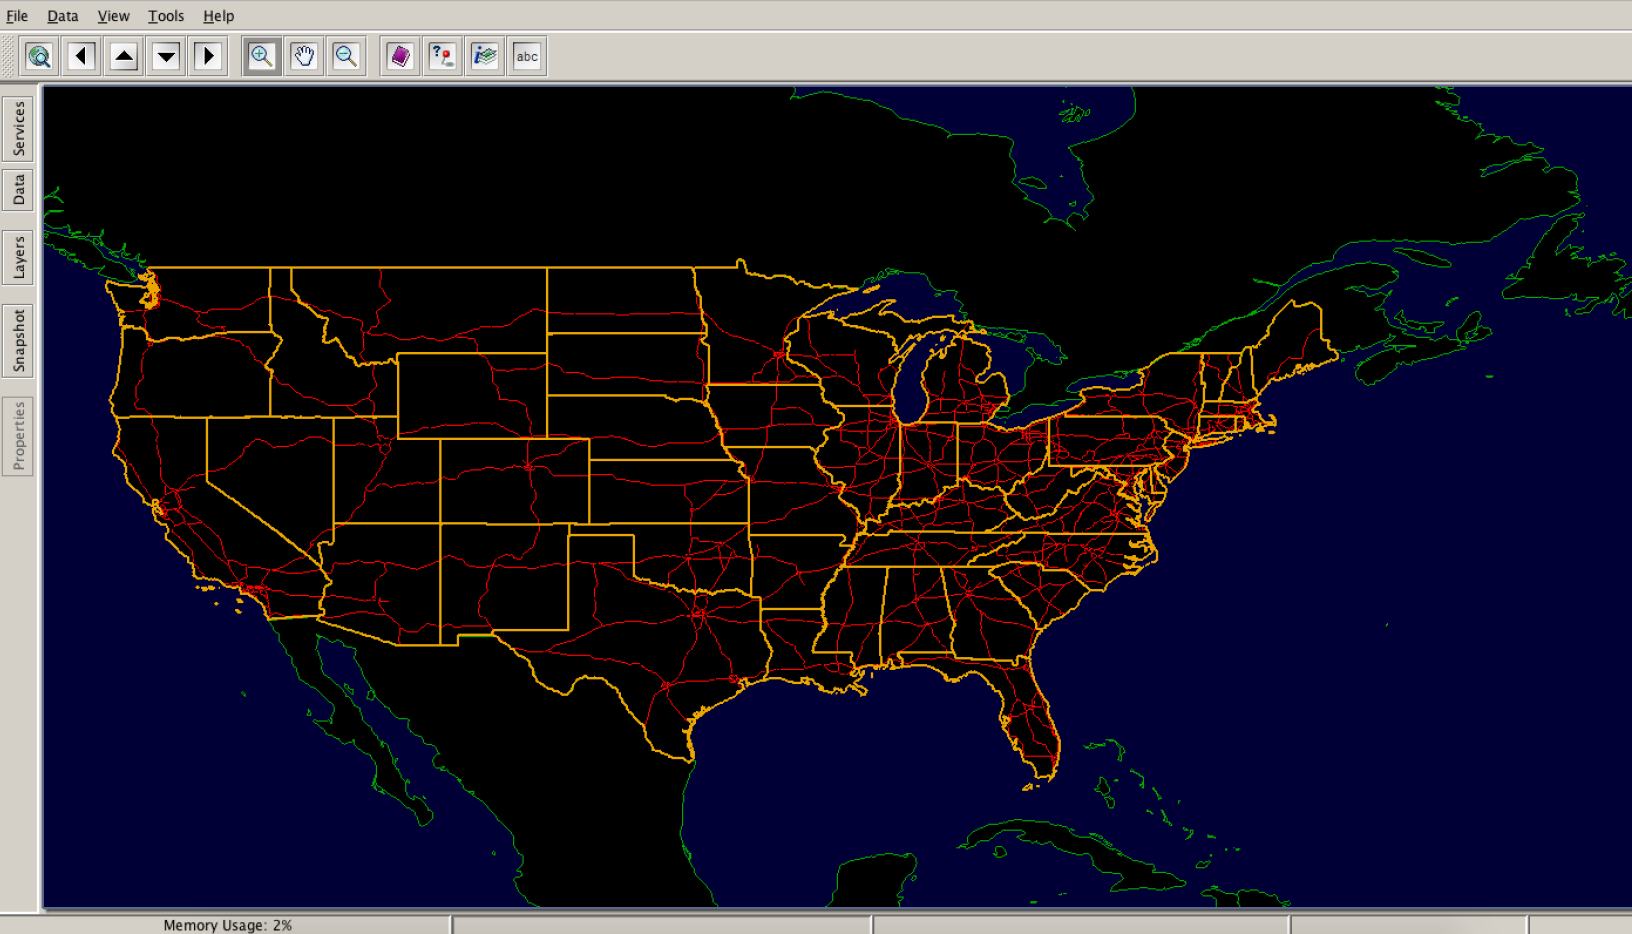 File Data View Tools Help
abc
Services
Data
Layers
Snapshot
Properties
Memory Usage: 2%